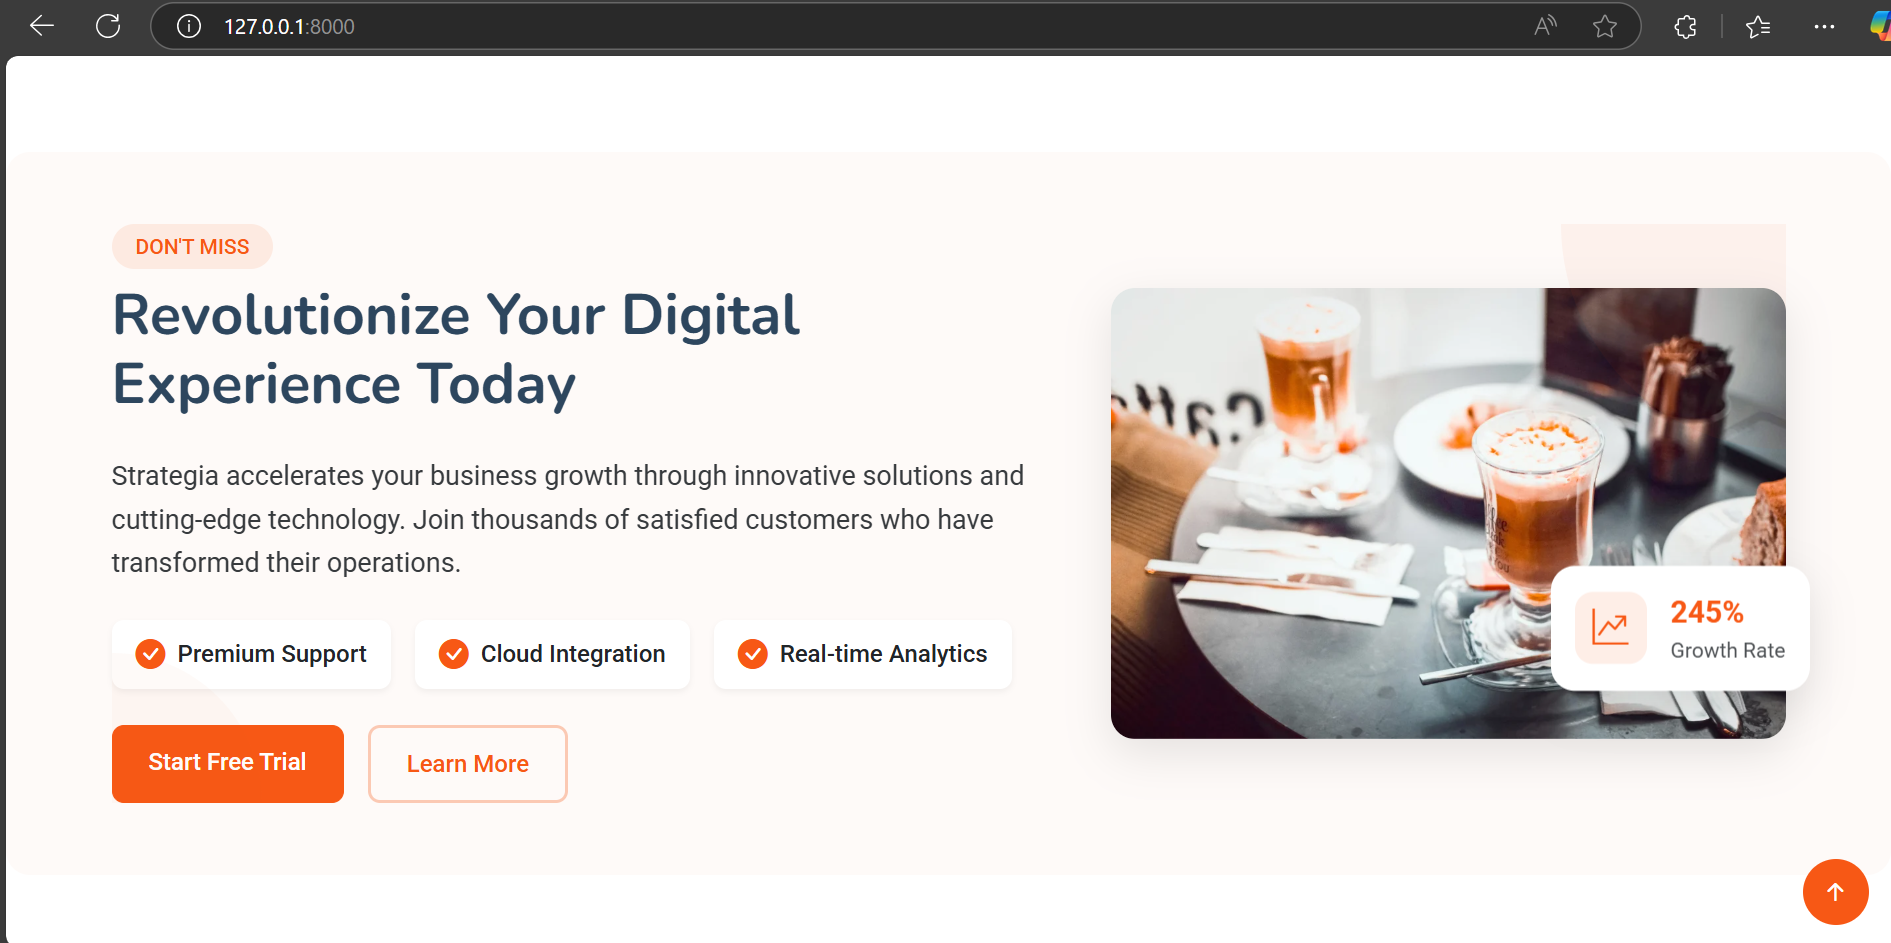 127.0.0.1:8000
DON'T MISS
Revolutionize Your Digital
Experience Today
Strategia accelerates your business growth through innovative solutions and
cutting-edge technology. Join thousands of satisfied customers who have
transformed their operations.
Premium Support
Cloud Integration
Real-time Analytics
Start Free Trial
Learn More
245%
Growth Rate